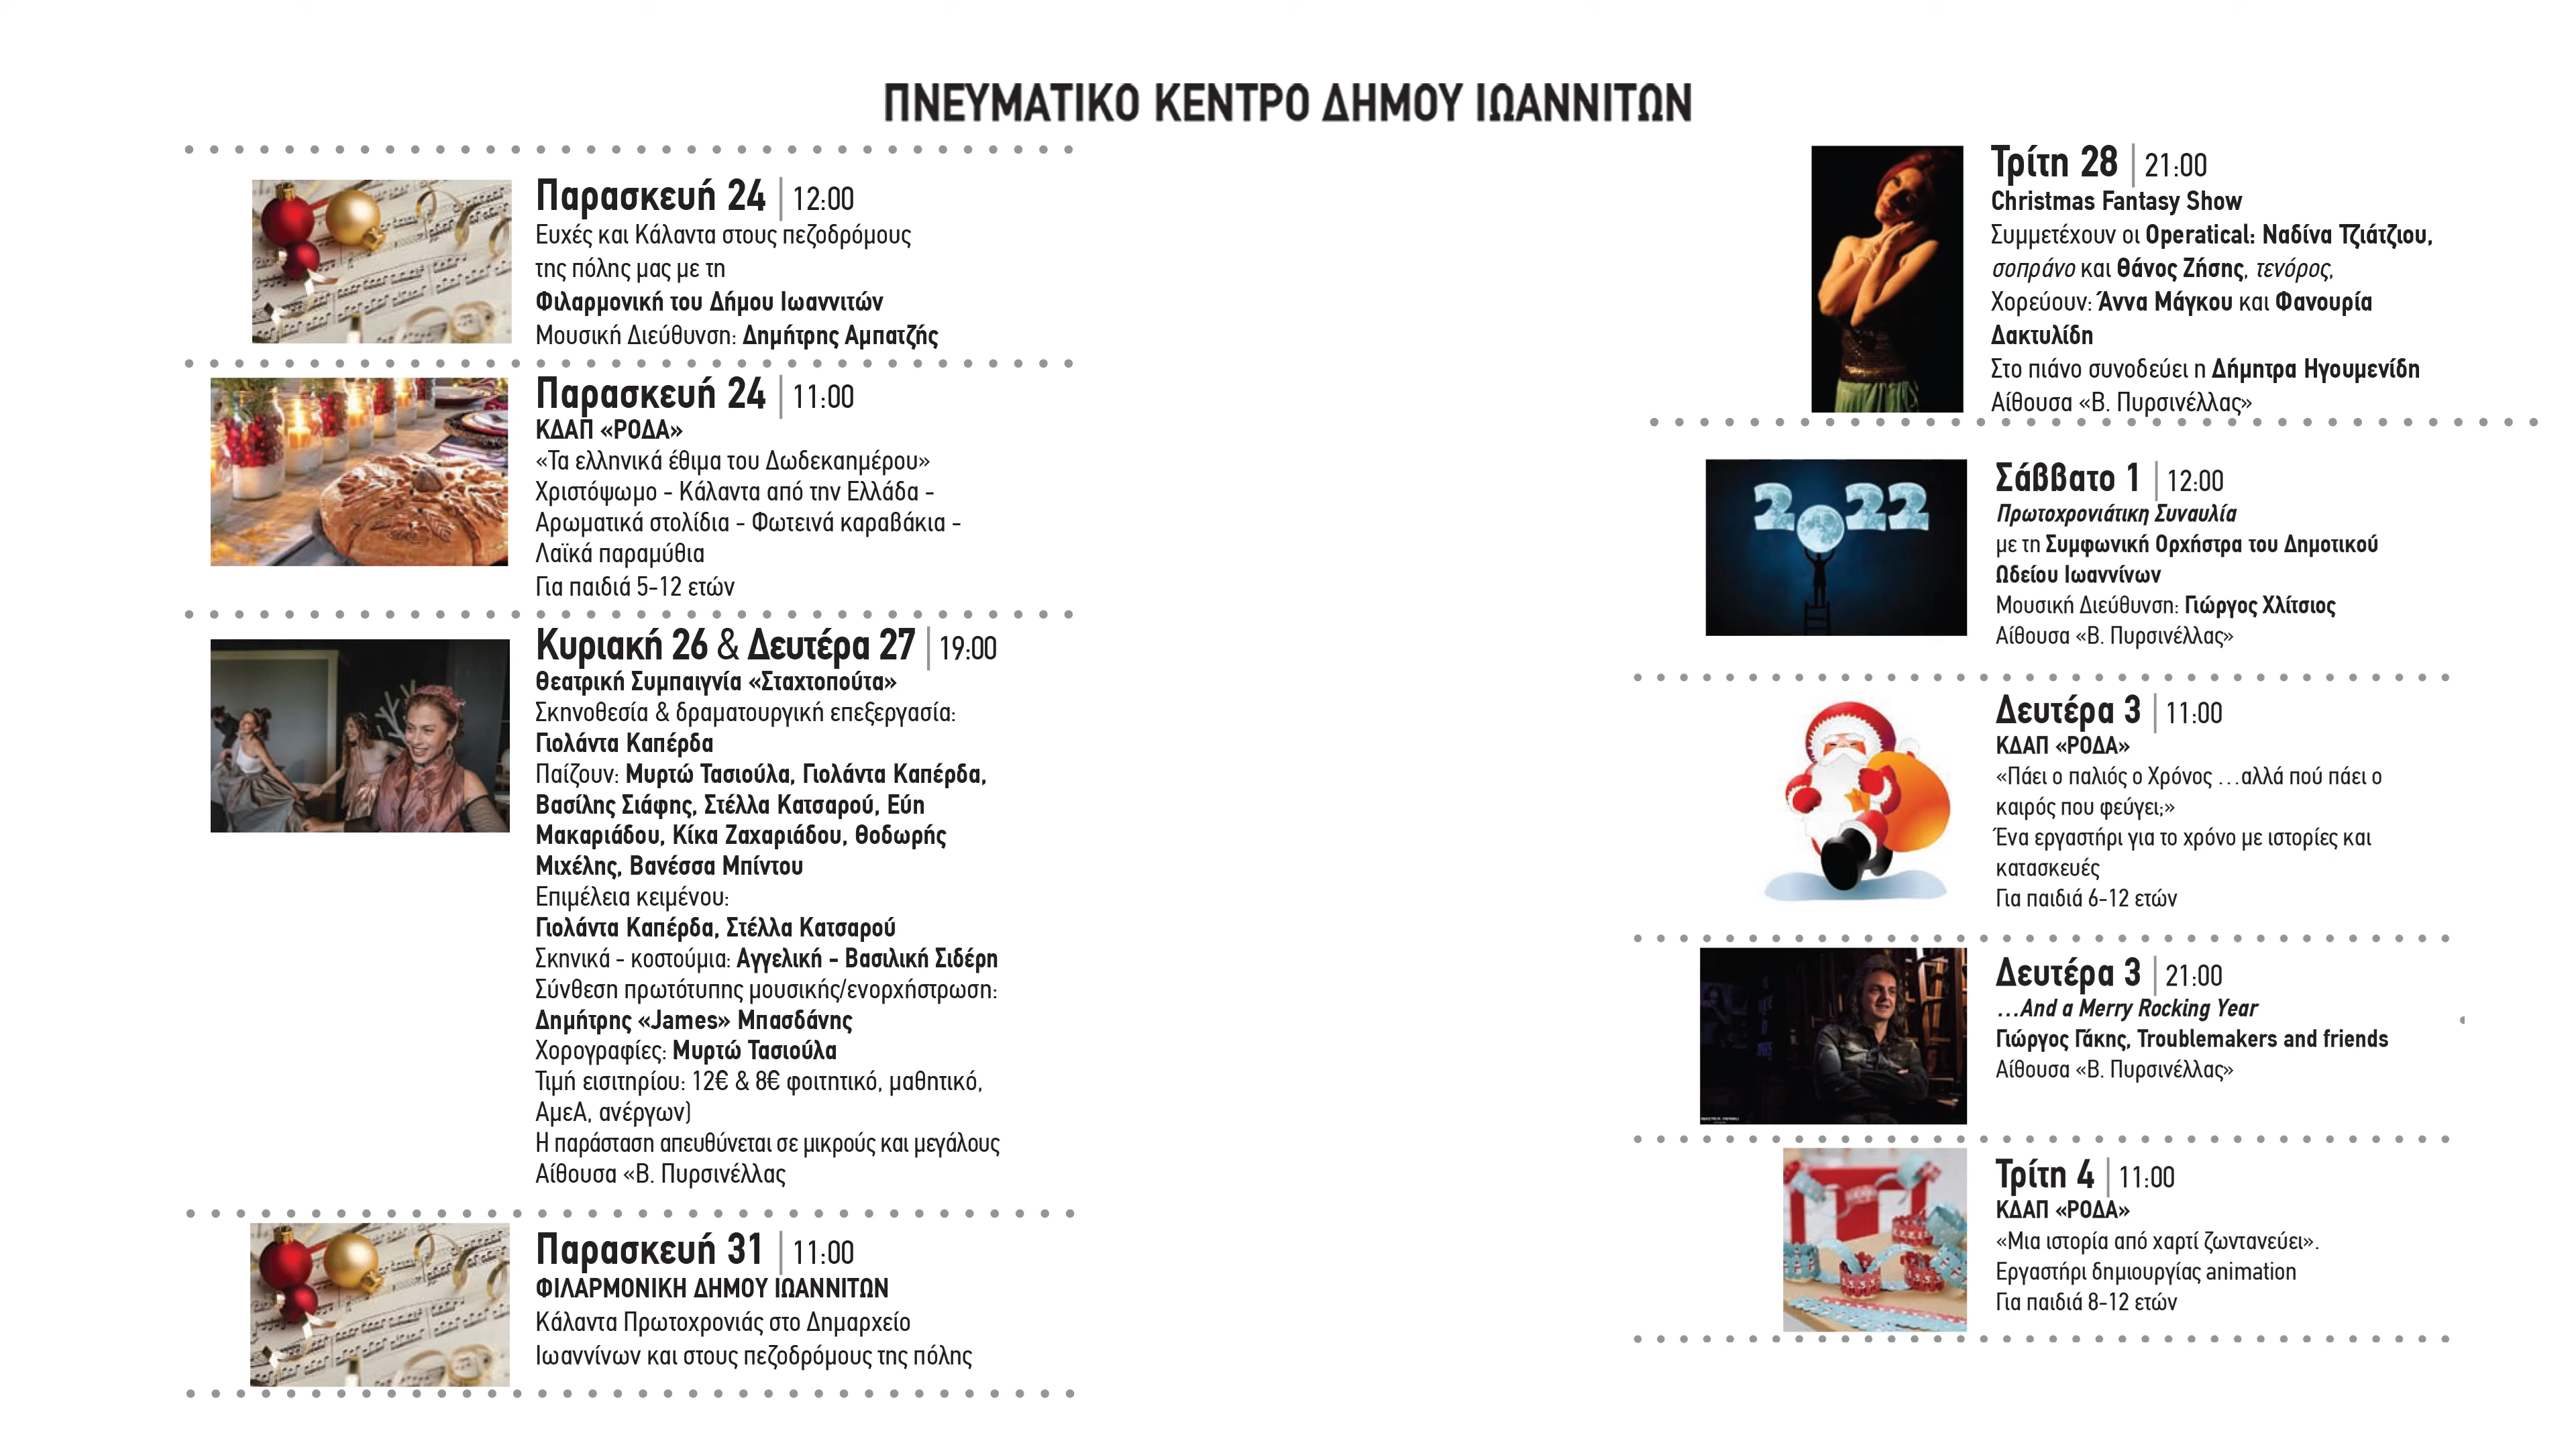 ΠΝΕΥΜΑΤΙΚΟ ΚΕΝΤΡΟ ΔΗΜΟΥ ΙΩΑΝΝΙΤΩΝ
Παρασκευή 24 | 12:00
Ευχές και Κάλαντα στους πεζοδρόμους
της πόλης μας με τη
Φιλαρμονική του Δήμου Ιωαννιτών
Μουσική Διεύθυνση: Δημήτρης Αμπατζής
Παρασκευή 24 | 11:00
ΚΔΑΠ «ΡΟΔΑ»
«Τα ελληνικά έθιμα του Δωδεκαημέρου»
Χριστόψωμο - Κάλαντα από την Ελλάδα -
Αρωματικά στολίδια - Φωτεινά καραβάκια -
Λαϊκά παραμύθια
Για παιδιά 5-12 ετών
Κυριακή 26 & Δευτέρα 27 | 19:00
Θεατρική Συμπαιγνία «Σταχτοπούτα»
Σκηνοθεσία & δραματουργική επεξεργασία:
Γιολάντα Καπέρδα
Παίζουν: Μυρτώ Τασιούλα, Γιολάντα Καπέρδα,
Βασίλης Σιάφης, Στέλλα Κατσαρού, Εύη
Μακαριάδου, Κίκα Ζαχαριάδου, Θοδωρής
Μιχέλης, Βανέσσα Μπίντου
Επιμέλεια κειμένου:
Γιολάντα Καπέρδα, Στέλλα Κατσαρού
Σκηνικά - κοστούμια: Αγγελική - Βασιλική Σιδέρη
Σύνθεση πρωτότυπης μουσικής/ενορχήστρωση:
Δημήτρης «James» Μπασδάνης
Χορογραφίες: Μυρτώ Τασιούλα
Τιμή εισιτηρίου: 12€ & 8€ φοιτητικό, μαθητικό,
ΑμεΑ, ανέργων)
Η παράσταση απευθύνεται σε μικρούς και μεγάλους
Αίθουσα «Β. Πυρσινέλλας
Παρασκευή 31 | 11:00
ΦΙΛΑΡΜΟΝΙΚΗ ΔΗΜΟΥ ΙΩΑΝΝΙΤΩΝ
Κάλαντα Πρωτοχρονιάς στο Δημαρχείο
Ιωαννίνων και στους πεζοδρόμους της πόλης
Τρίτη 28 | 21:00
Christmas Fantasy Show
Συμμετέχουν οι Operatical: Ναδίνα Τζιάτζιου,
σοπράνο και Θάνος Ζήσης, τενόρος,
Χορεύουν: Άννα Μάγκου και Φανουρία
Δακτυλίδη
Στο πιάνο συνοδεύει η Δήμητρα Ηγουμενίδη
Αίθουσα «Β. Πυρσινέλλας»
2022
Σάββατο 1 | 12:00
Πρωτοχρονιάτικη Συναυλία
με τη Συμφωνική Ορχήστρα του Δημοτικού
Ωδείου Ιωαννίνων
Μουσική Διεύθυνση: Γιώργος Χλίτσιος
Αίθουσα «Β. Πυρσινέλλας»
Δευτέρα 3 | 11:00
ΚΔΑΠ «ΡΟΔΑ»
«Πάει ο παλιός ο Χρόνος ...αλλά πού πάει ο
καιρός που φεύγει;»
Ένα εργαστήρι για το χρόνο με ιστορίες και
κατασκευές
Για παιδιά 6-12 ετών
Δευτέρα 3 | 21:00
...And a Merry Rocking Year
Γιώργος Γάκης, Troublemakers and friends
Αίθουσα «Β. Πυρσινέλλας»
Τρίτη 4 | 11:00
ΚΔΑΠ «ΡΟΔΑ»
«Μια ιστορία από χαρτί ζωντανεύει».
Εργαστήρι δημιουργίας animation
Για παιδιά 8-12 ετών